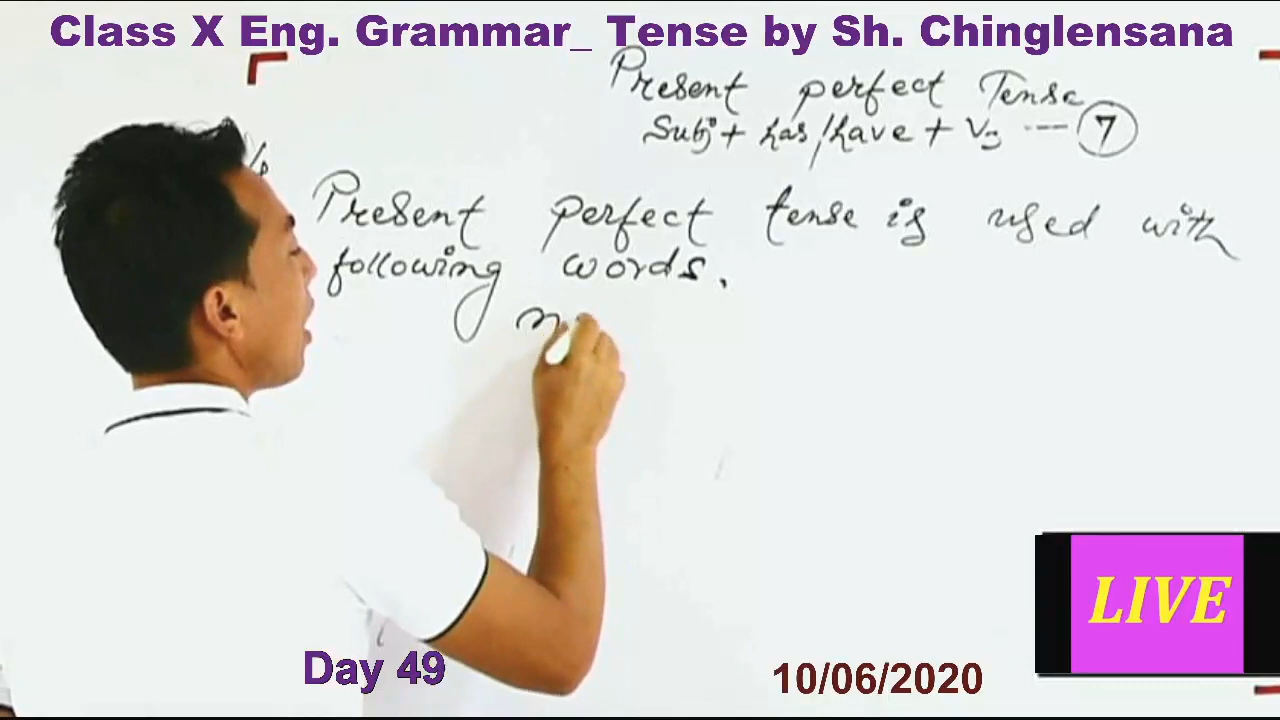 Class X Eng. Grammar_ Tense by Sh. Chinglensana
Present perfect Tense
Subj + has/have + V3 --- 7
Present perfect tense is used with
following words.
LIVE
Day 49
10/06/2020